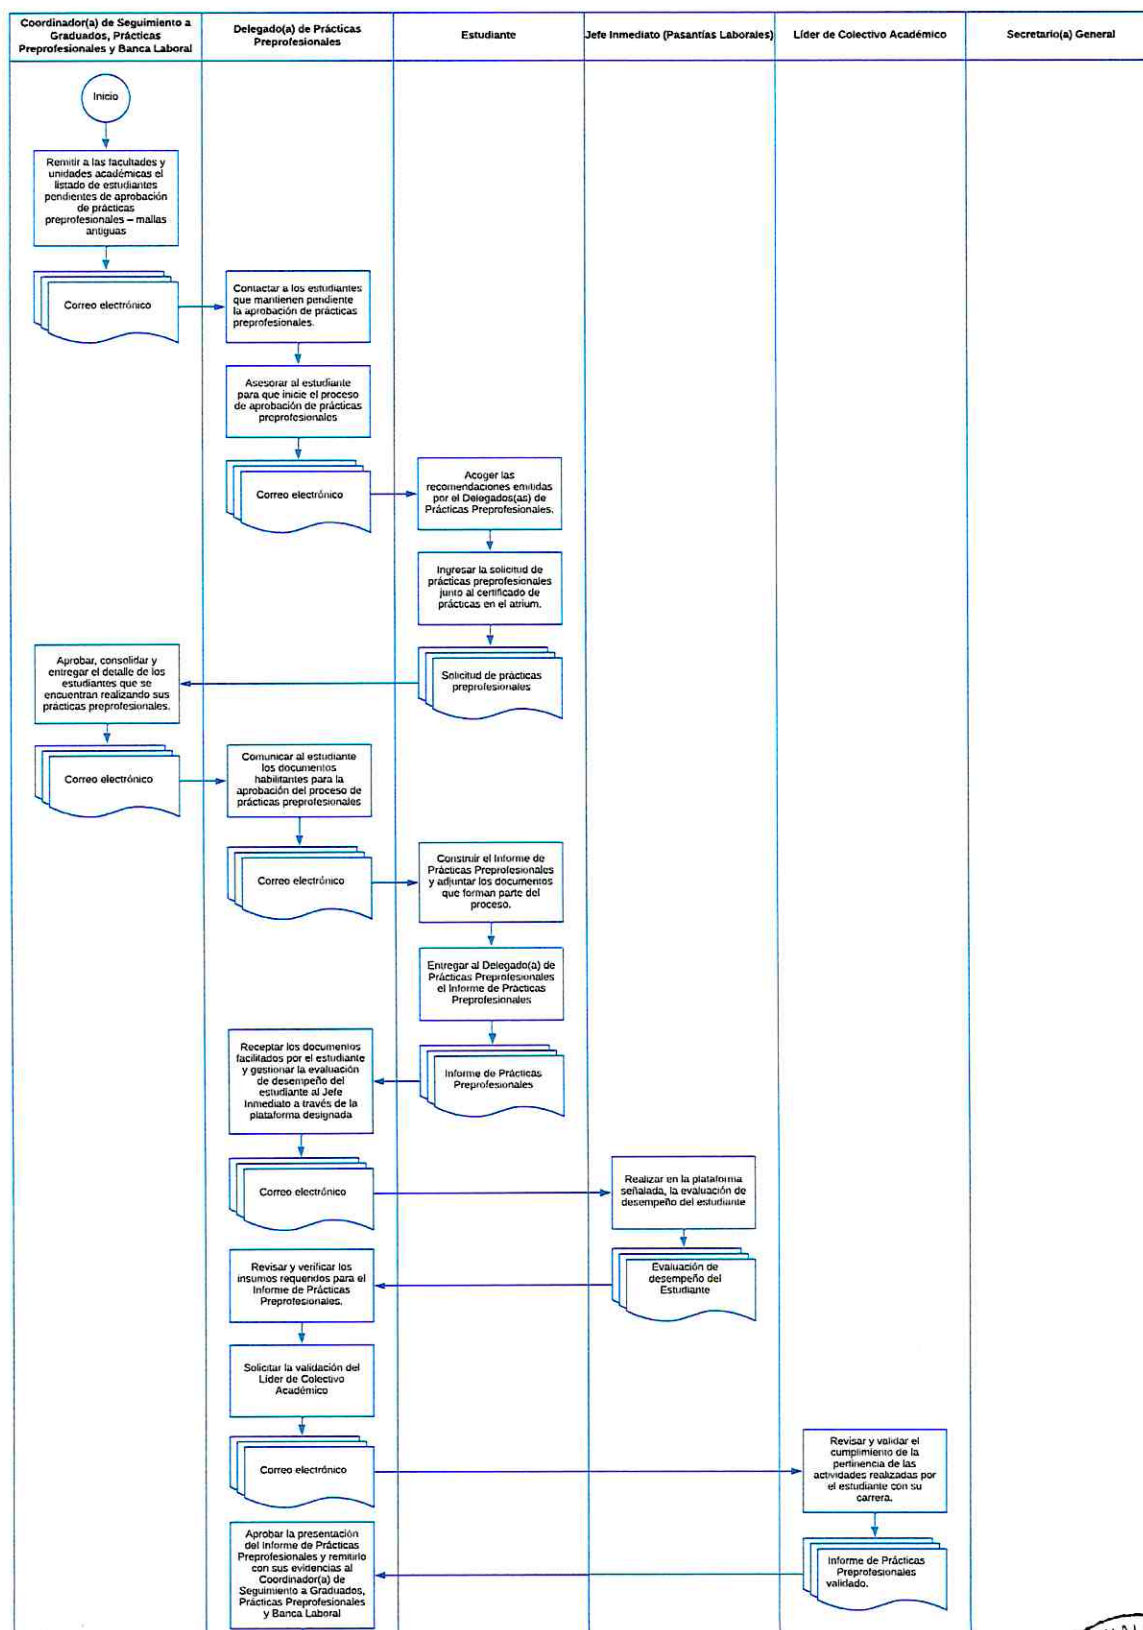 Coordinador(a) de Seguimiento a
Graduados, Prácticas
Preprofesionales y Banca Laboral
Delegado(a) de Prácticas
Preprofesionales
Estudiante
Jefe Inmediato (Pasantías Laborales)
Líder de Colectivo Académico
Secretario(a) General
Inicio
Remitir a las facultades y
unidades académicas el
listado de estudiantes
pendientes de aprobación
de prácticas
preprofesionales – mallas
antiguas
Correo electrónico
Contactar a los estudiantes
que mantienen pendiente
la aprobación de prácticas
preprofesionales.
Asesorar al estudiante
para que inicie el proceso
de aprobación de prácticas
preprofesionales
Correo electrónico
Acoger las
recomendaciones emitidas
por el Delegados(as) de
Prácticas Preprofesionales.
Ingresar la solicitud de
prácticas preprofesionales
junto al certificado de
prácticas en el atrium.
Solicitud de prácticas
preprofesionales
Aprobar, consolidar y
entregar el detalle de los
estudiantes que se
encuentran realizando sus
prácticas preprofesionales.
Correo electrónico
Comunicar al estudiante
los documentos
habilitantes para la
aprobación del proceso de
prácticas preprofesionales
Correo electrónico
Construir el Informe de
Prácticas Preprofesionales
y adjuntar los documentos
que forman parte del
proceso.
Entregar al Delegado(a) de
Prácticas Preprofesionales
el Informe de Prácticas
Preprofesionales
Informe de Prácticas
Preprofesionales
Receptar los documentos
facilitados por el estudiante
y gestionar la evaluación
de desempeño del
estudiante al Jefe
Inmediato a través de la
plataforma designada
Correo electrónico
Realizar en la plataforma
señalada, la evaluación de
desempeño del estudiante
Evaluación de
desempeño del
Estudiante
Revisar y verificar los
insumos requeridos para el
Informe de Prácticas
Preprofesionales.
Solicitar la validación del
Líder de Colectivo
Académico
Correo electrónico
Revisar y validar el
cumplimiento de la
pertinencia de las
actividades realizadas por
el estudiante con su
carrera.
Informe de Prácticas
Preprofesionales
validado.
Aprobar la presentación
del Informe de Prácticas
Preprofesionales y remitirlo
con sus evidencias al
Coordinador(a) de
Seguimiento a Graduados,
Prácticas Preprofesionales
y Banca Laboral